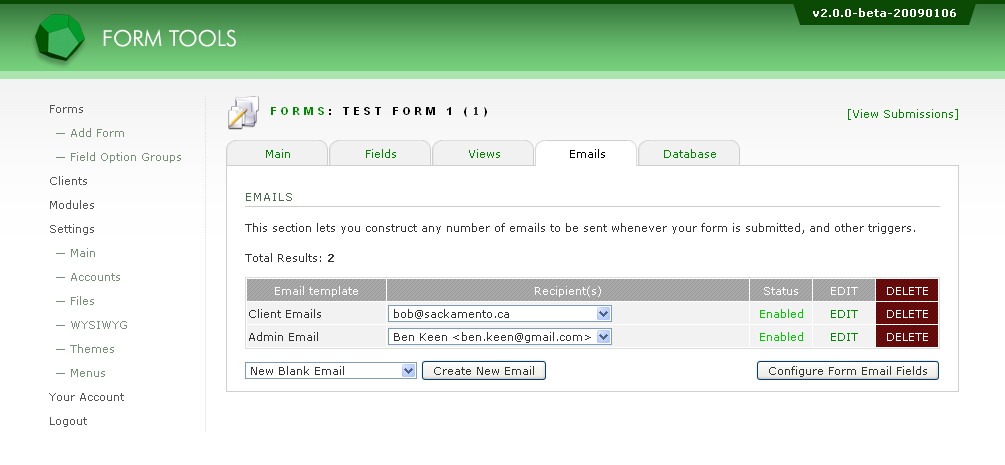 v2.0.0-beta-20090106
FORM TOOLS
Forms
— Add Form
— Field Option Groups
Clients
Modules
Settings
— Main
— Accounts
— Files
— WYSIWYG
— Themes
— Menus
Your Account
Logout
FORMS: TEST FORM 1 (1)
[View Submissions]
Main Fields Views Emails Database
EMAILS
This section lets you construct any number of emails to be sent whenever your form is submitted, and other triggers.
Total Results: 2
Email template Recipient(s) Status EDIT DELETE
Client Emails bob@sackamento.ca Enabled EDIT DELETE
Admin Email Ben Keen <ben.keen@gmail.com> Enabled EDIT DELETE
New Blank Email Create New Email Configure Form Email Fields